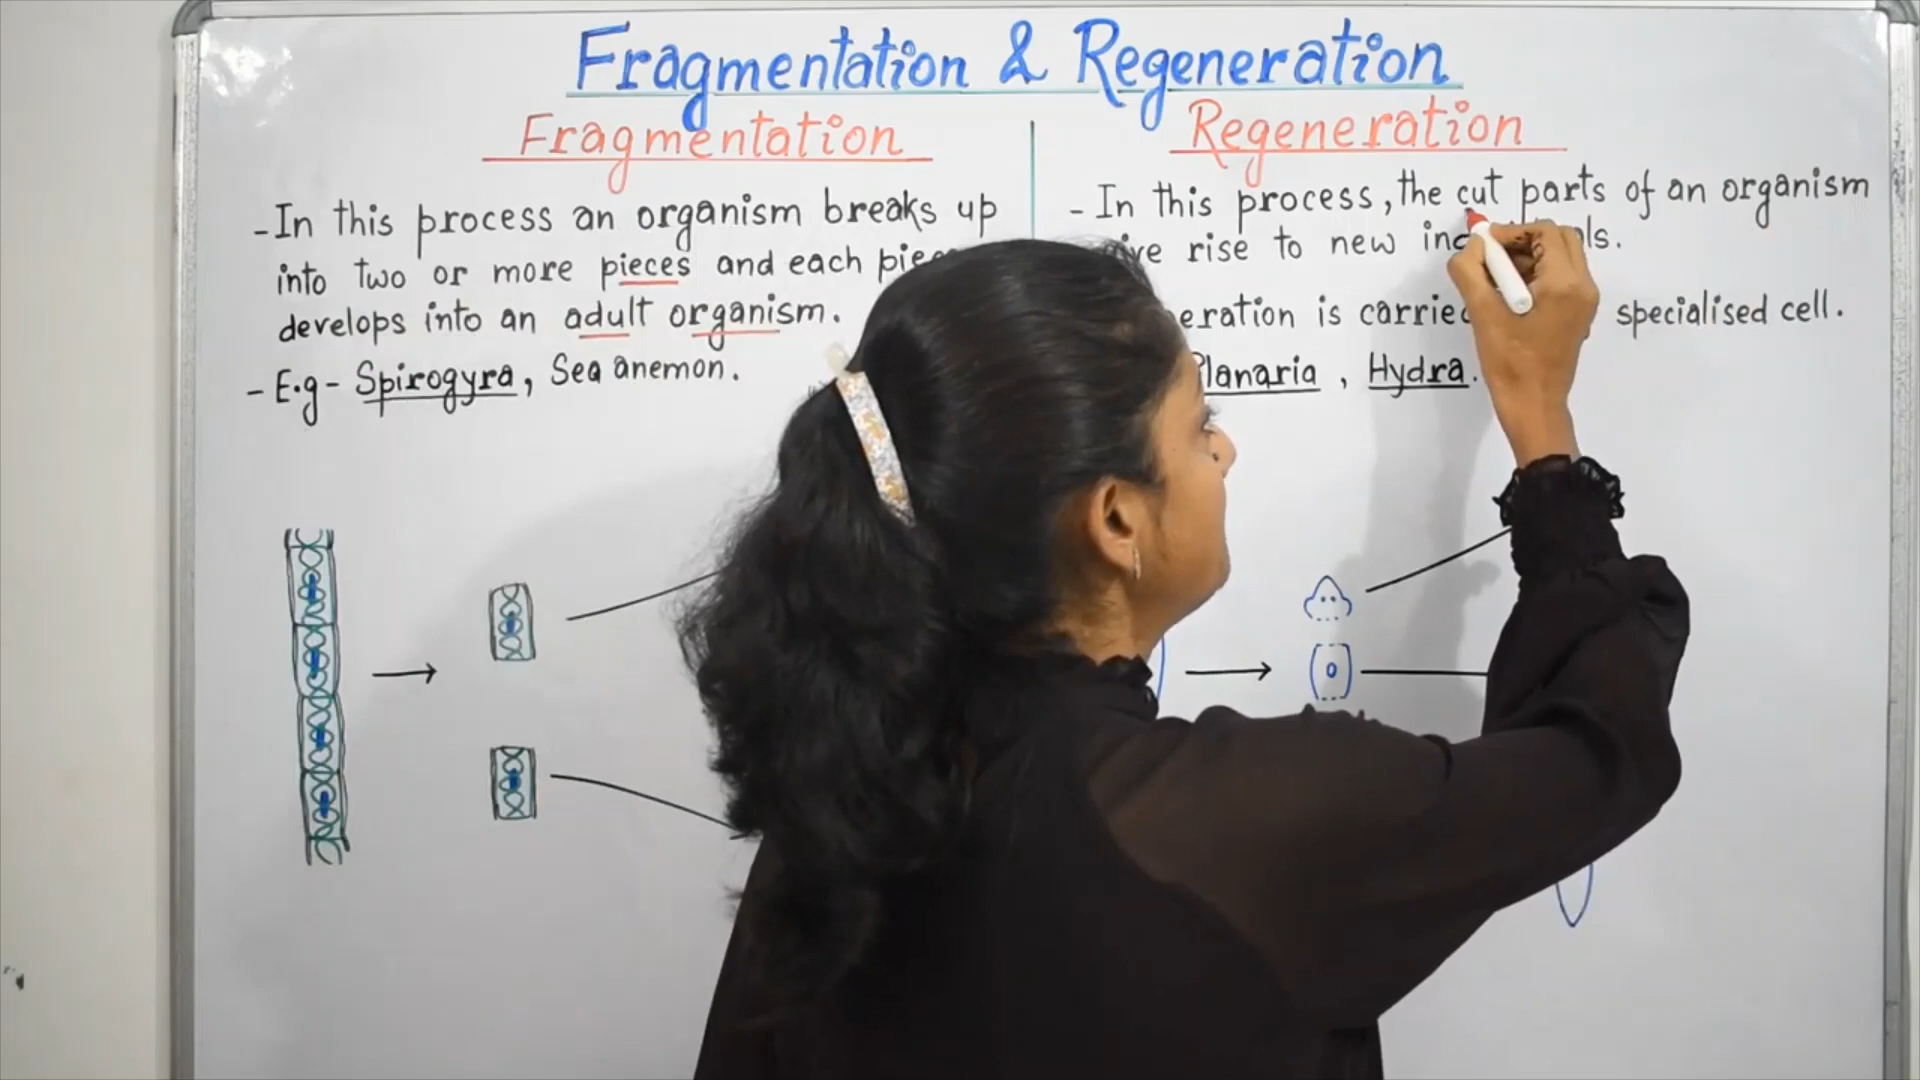 Fragmentation & Regeneration
Fragmentation
- In this process an organism breaks up
into two or more pieces and each
develops into an adult organism.
- E.g - Spirogyra, Sea anemon.
Regeneration
- In this process, the cut parts of an organism
rise to new
is specialised cell.
Planaria, Hydra.